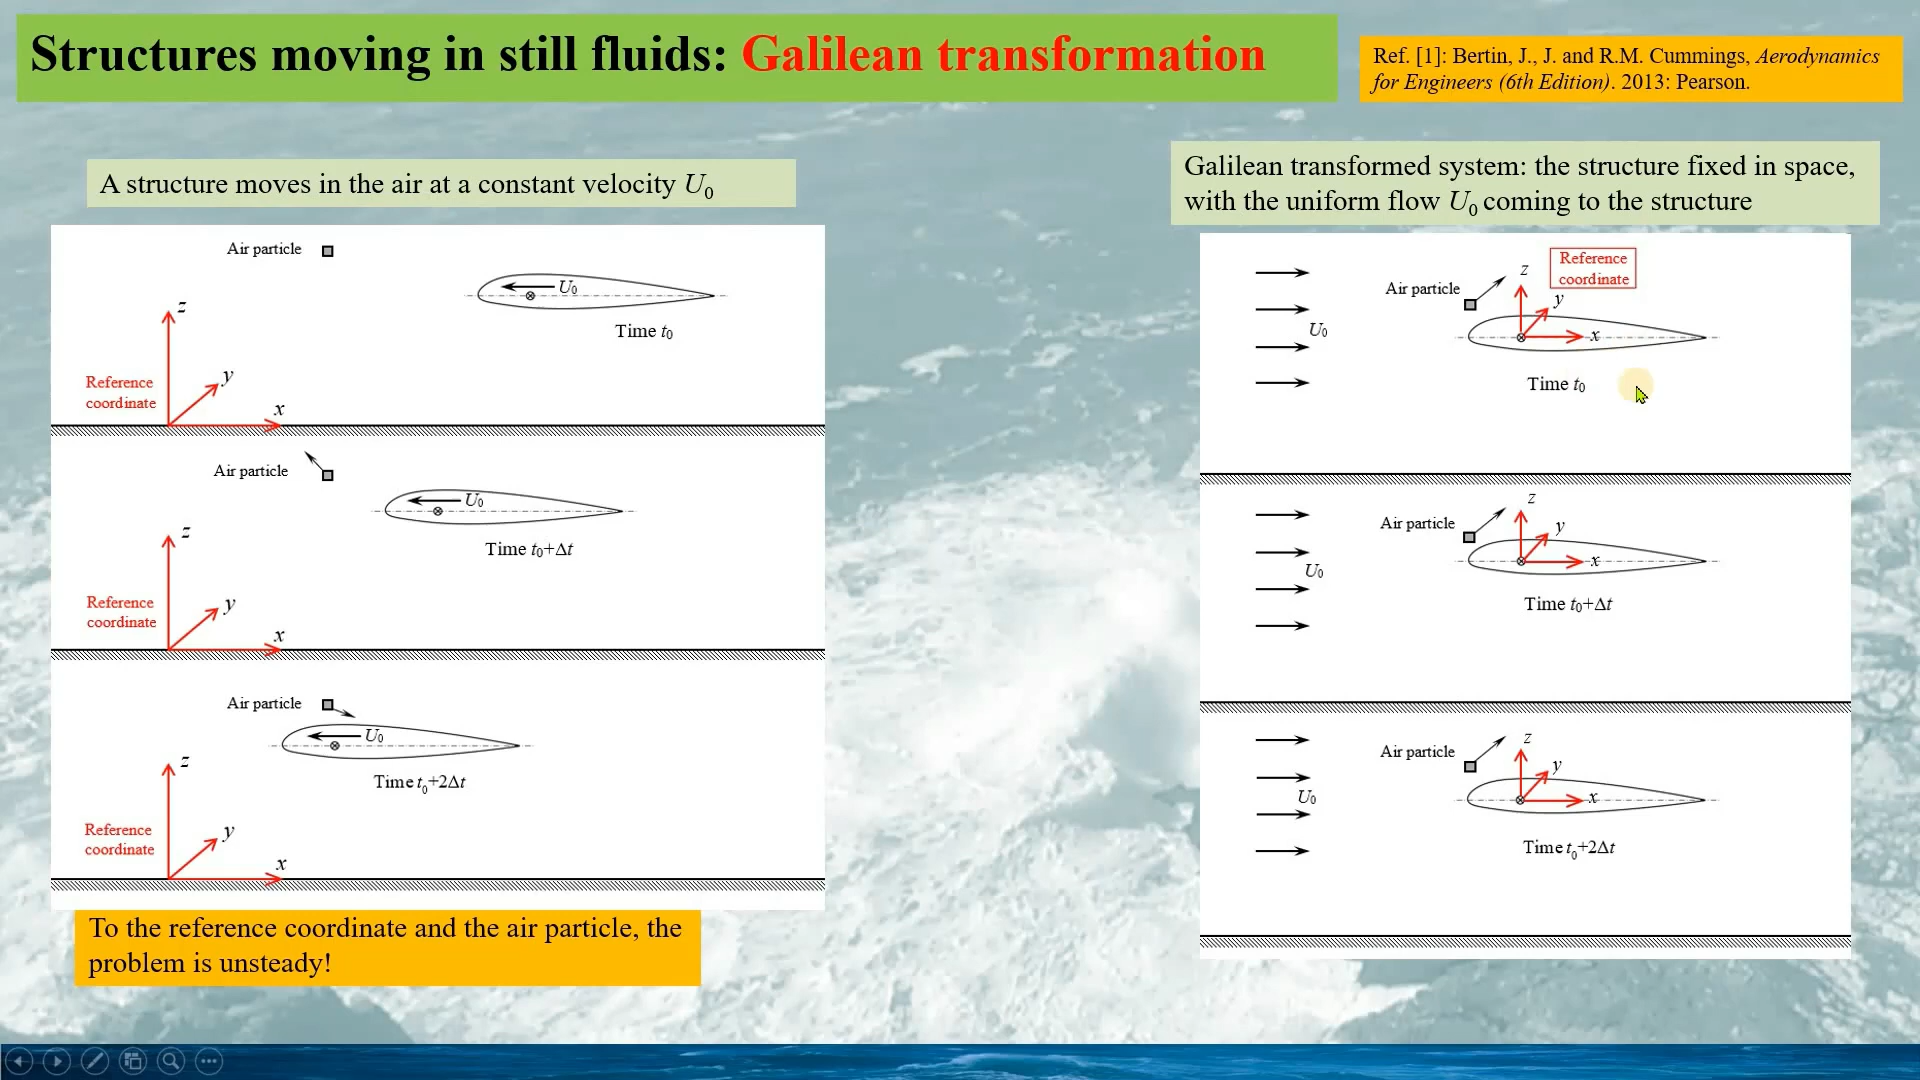 Structures moving in still fluids: Galilean transformation
Ref. [1]: Bertin, J., J. and R.M. Cummings, Aerodynamics
for Engineers (6th Edition). 2013: Pearson.
A structure moves in the air at a constant velocity U0
Air particle
U0
Time t0
z
y
x
Reference
coordinate
Air particle
U0
Time t0+Δt
z
y
x
Reference
coordinate
Air particle
U0
Time t0+2Δt
z
y
x
Reference
coordinate
To the reference coordinate and the air particle, the
problem is unsteady!
Galilean transformed system: the structure fixed in space,
with the uniform flow U0 coming to the structure
Reference
coordinate
Air particle
z
y
x
U0
Time t0
Air particle
z
y
x
U0
Time t0+Δt
Air particle
z
y
x
U0
Time t0+2Δt